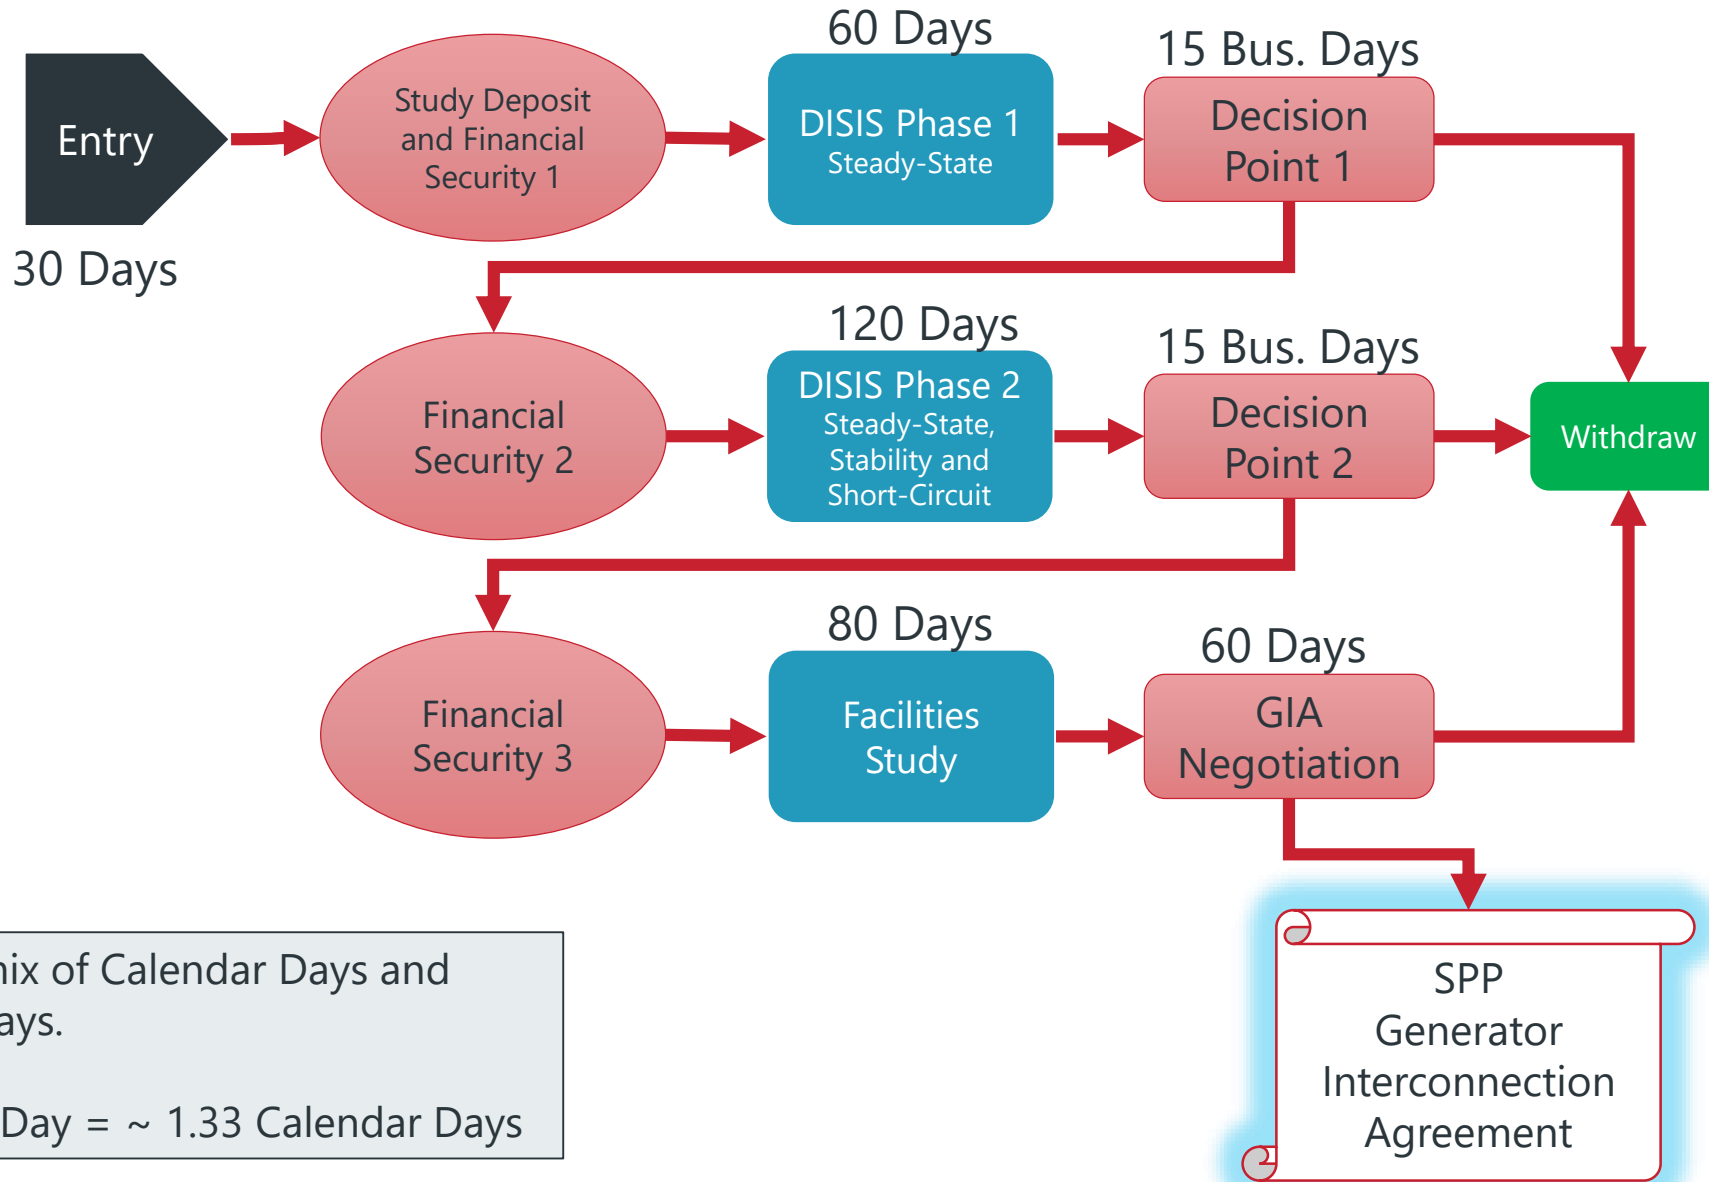 60 Days
15 Bus. Days
Entry
Study Deposit
and Financial
Security 1
DISIS Phase 1
Steady-State
Decision
Point 1
30 Days
120 Days
15 Bus. Days
Financial
Security 2
DISIS Phase 2
Steady-State,
Stability and
Short-Circuit
Decision
Point 2
Withdraw
80 Days
60 Days
Financial
Security 3
Facilities
Study
GIA
Negotiation
of Calendar Days and
Day = ~ 1.33 Calendar Days
SPP
Generator
Interconnection
Agreement